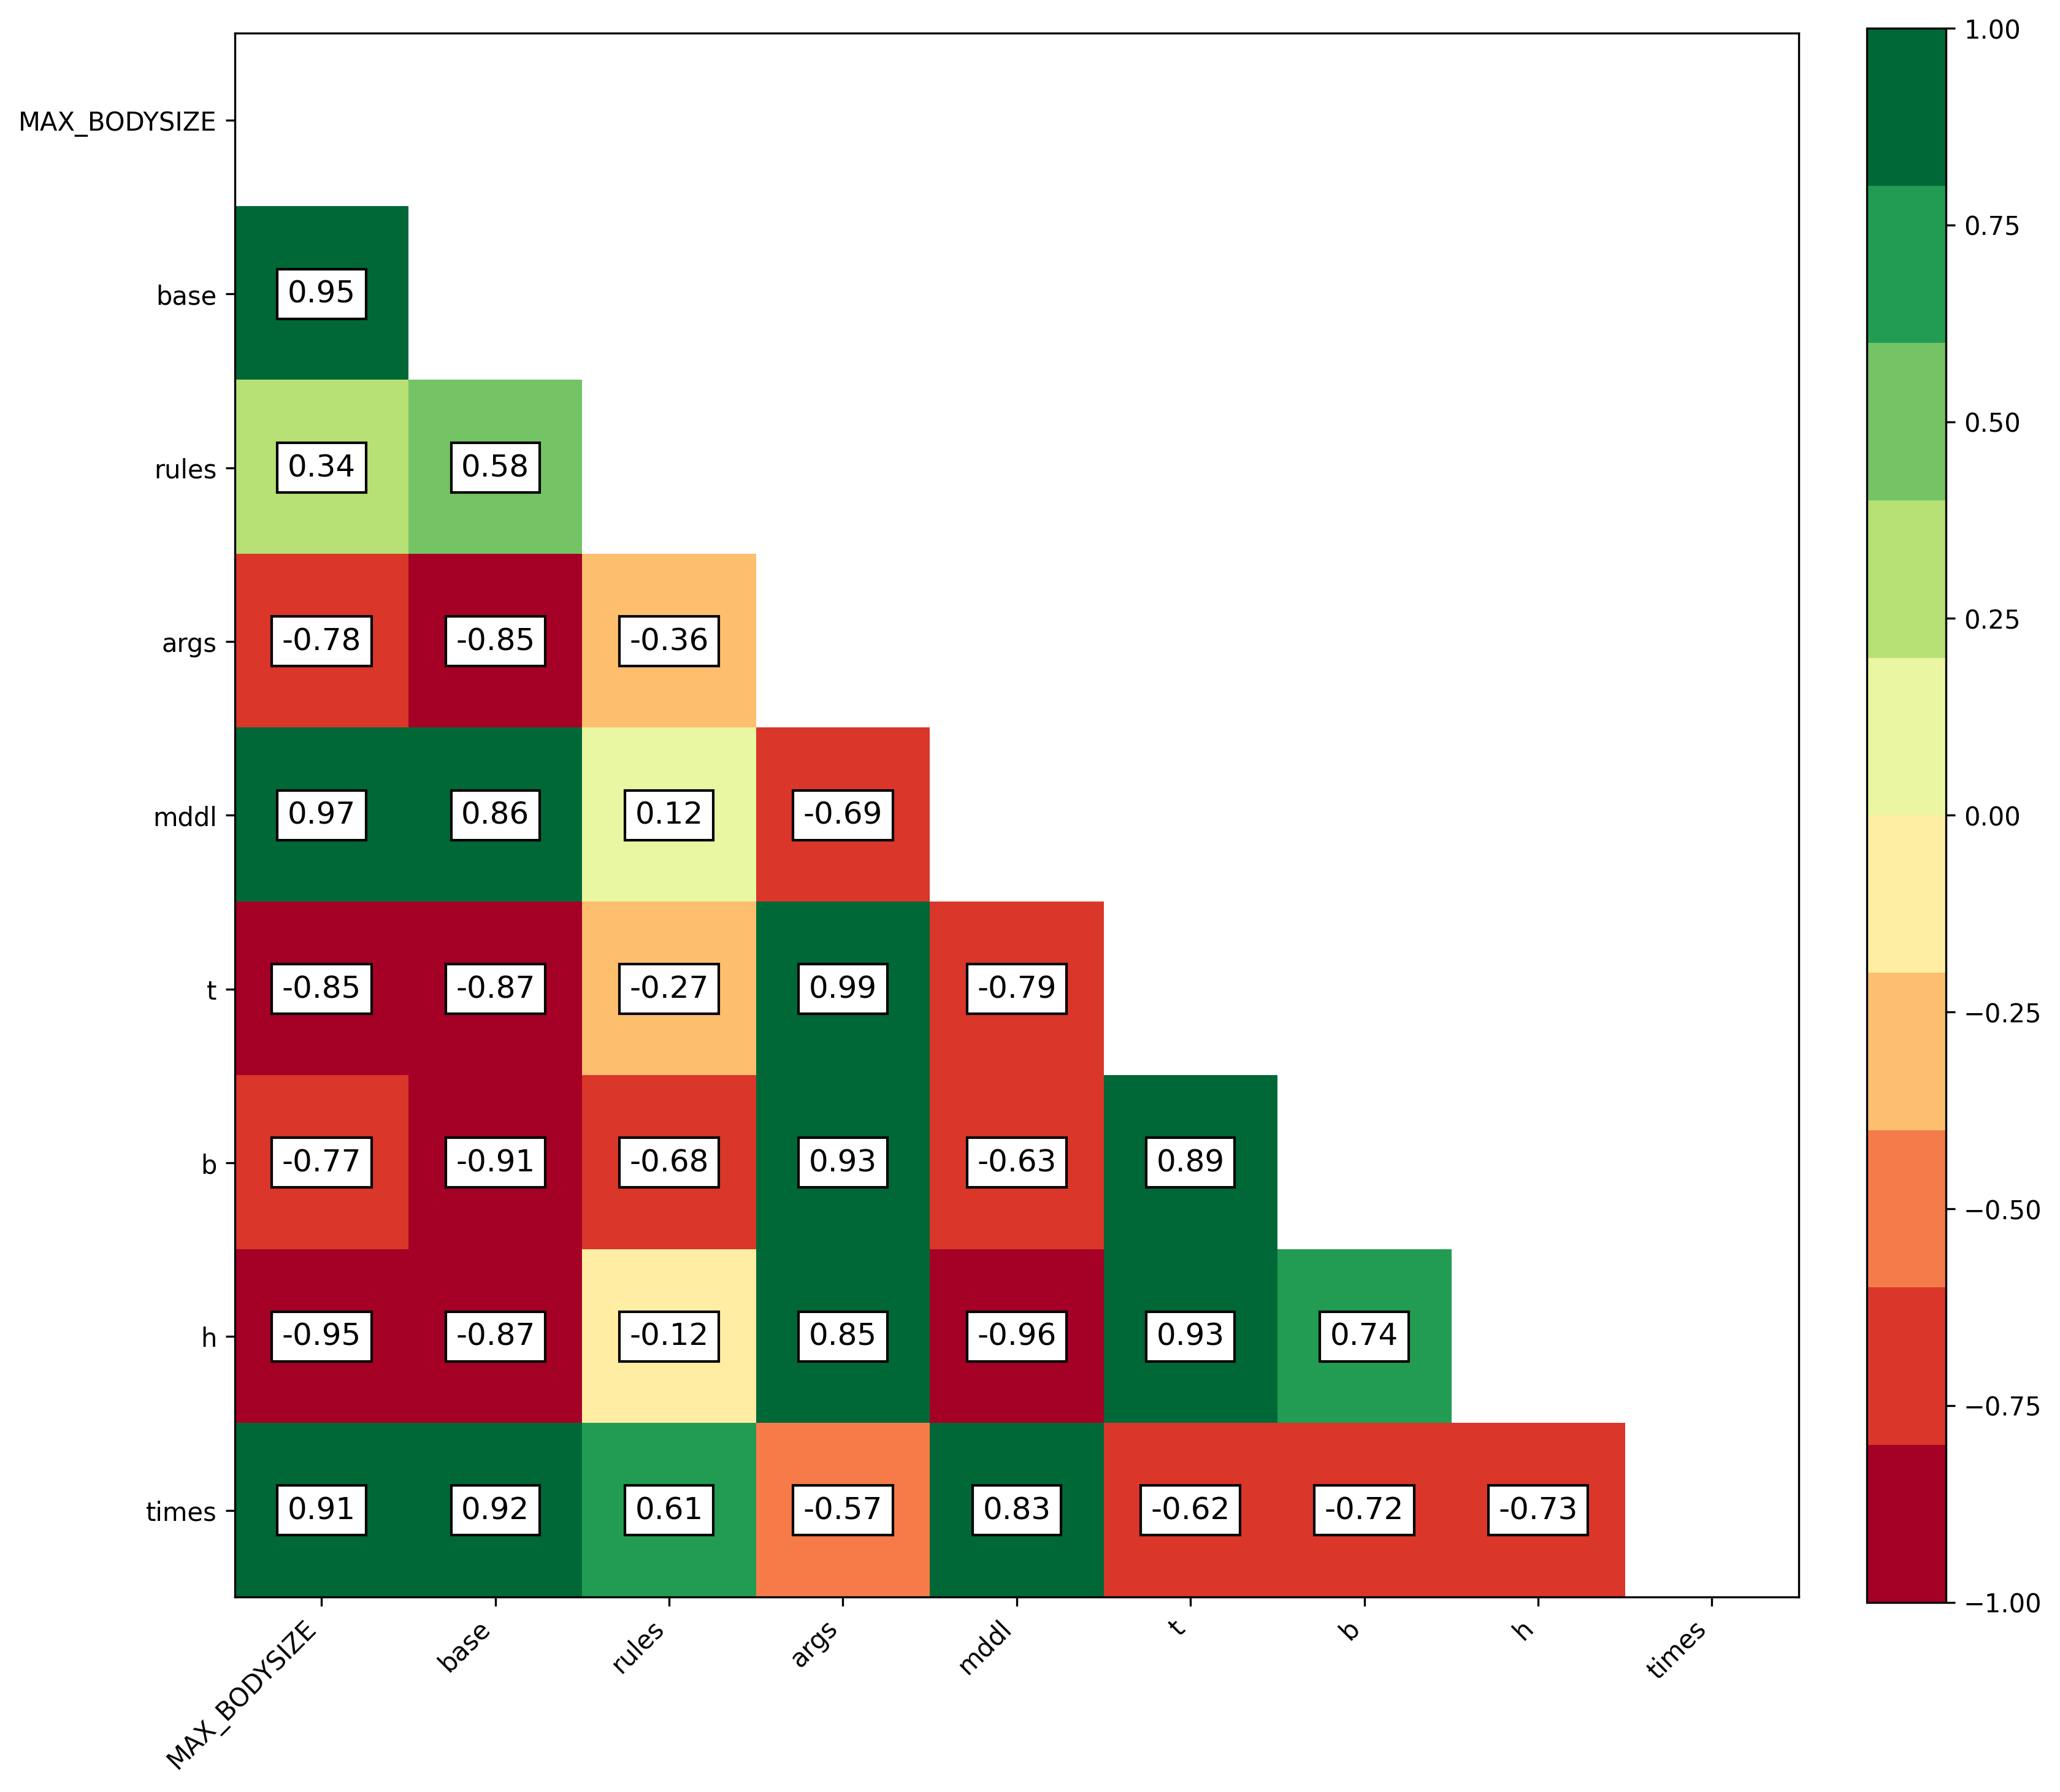 1.00
MAX_BODYSIZE
0.75
base 0.95
0.50
rules 0.34 0.58
0.25
args -0.78 -0.85 -0.36
mddl 0.97 0.86 0.12 -0.69
0.00
t -0.85 -0.87 -0.27 0.99 -0.79
−0.25
b -0.77 -0.91 -0.68 0.93 -0.63 0.89
−0.50
h -0.95 -0.87 -0.12 0.85 -0.96 0.93 0.74
−0.75
times 0.91 0.92 0.61 -0.57 0.83 -0.62 -0.72 -0.73
−1.00
MAX_BODYSIZE base rules args mddl t b h times